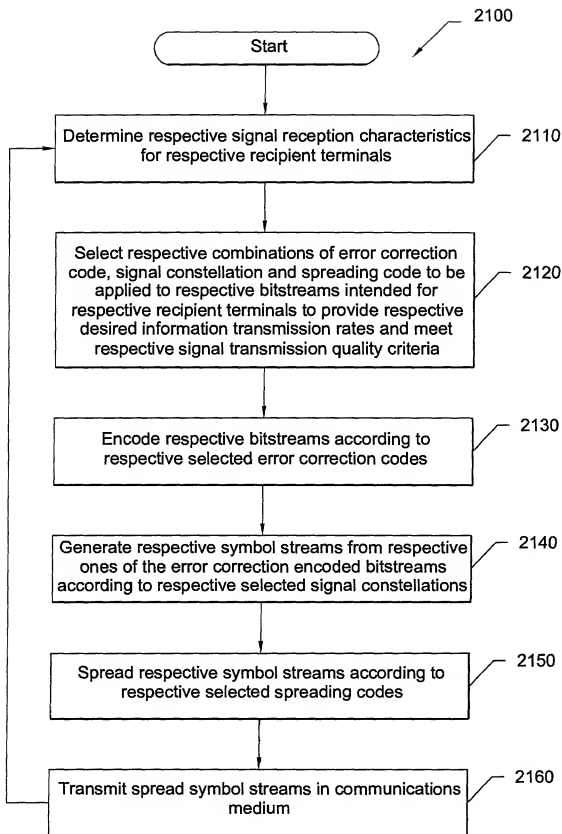 2100
Start
Determine respective signal reception characteristics
for respective recipient terminals
2110
Select respective combinations of error correction
code, signal constellation and spreading code to be
applied to respective bitstreams intended for
respective recipient terminals to provide respective
desired information transmission rates and meet
respective signal transmission quality criteria
2120
Encode respective bitstreams according to
respective selected error correction codes
2130
Generate respective symbol streams from respective
ones of the error correction encoded bitstreams
according to respective selected signal constellations
2140
Spread respective symbol streams according to
respective selected spreading codes
2150
Transmit spread symbol streams in communications
medium
2160